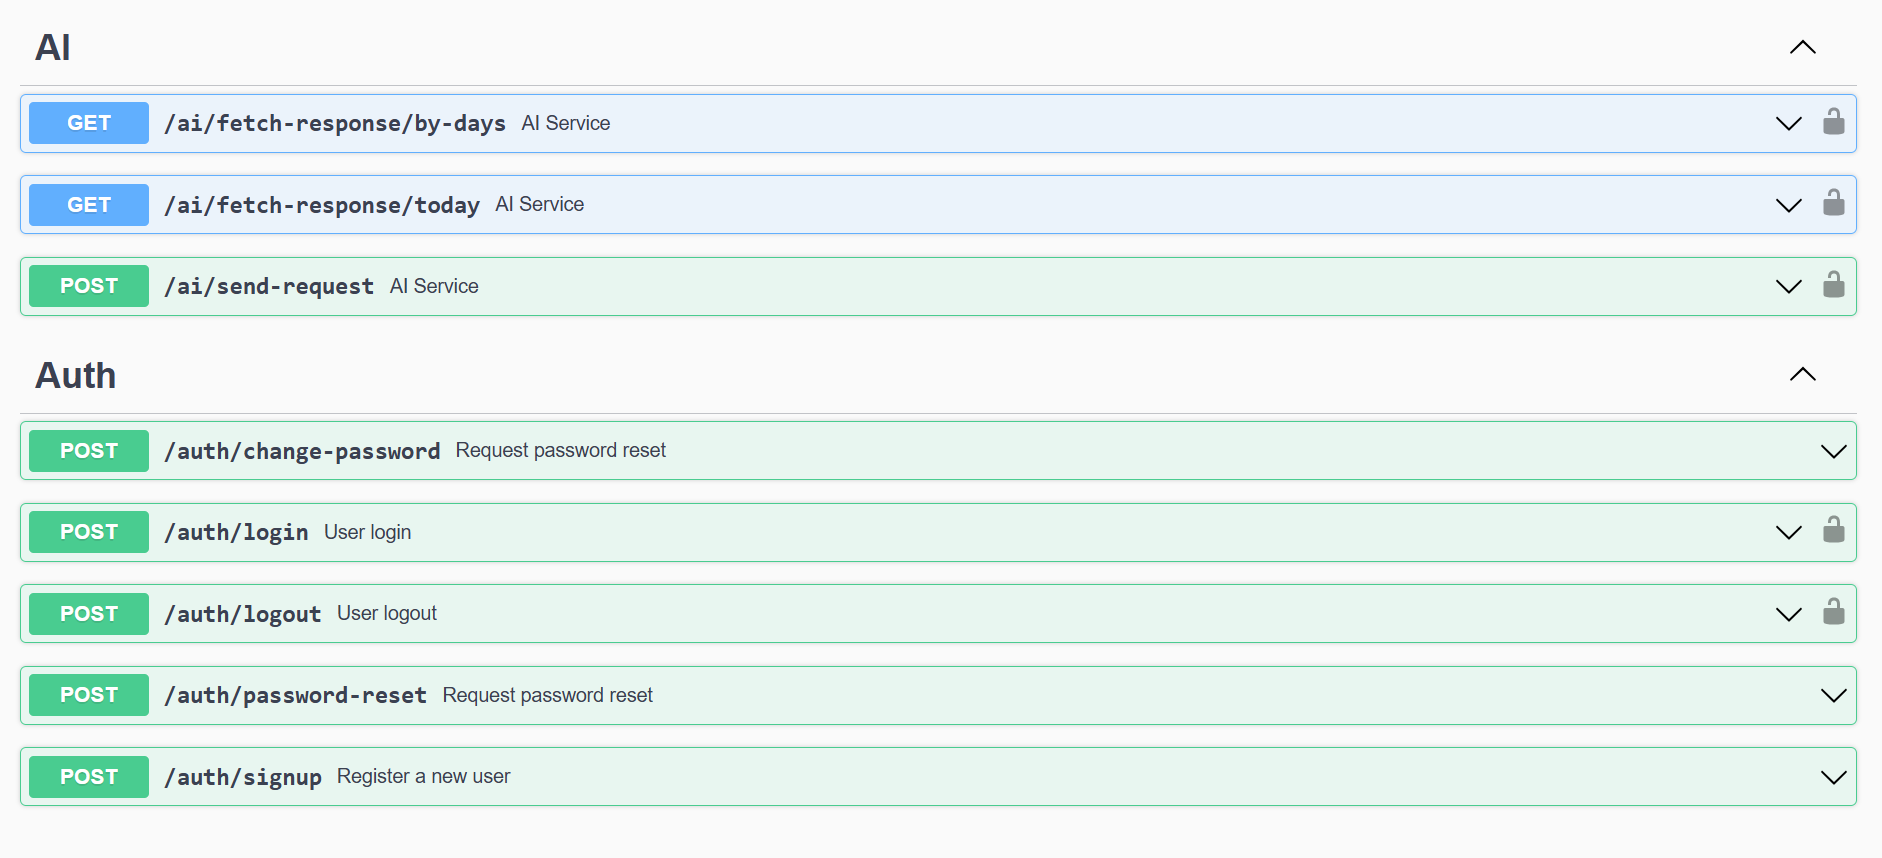 AI
GET /ai/fetch-response/by-days AI Service
GET /ai/fetch-response/today AI Service
POST /ai/send-request AI Service
Auth
POST /auth/change-password Request password reset
POST /auth/login User login
POST /auth/logout User logout
POST /auth/password-reset Request password reset
POST /auth/signup Register a new user